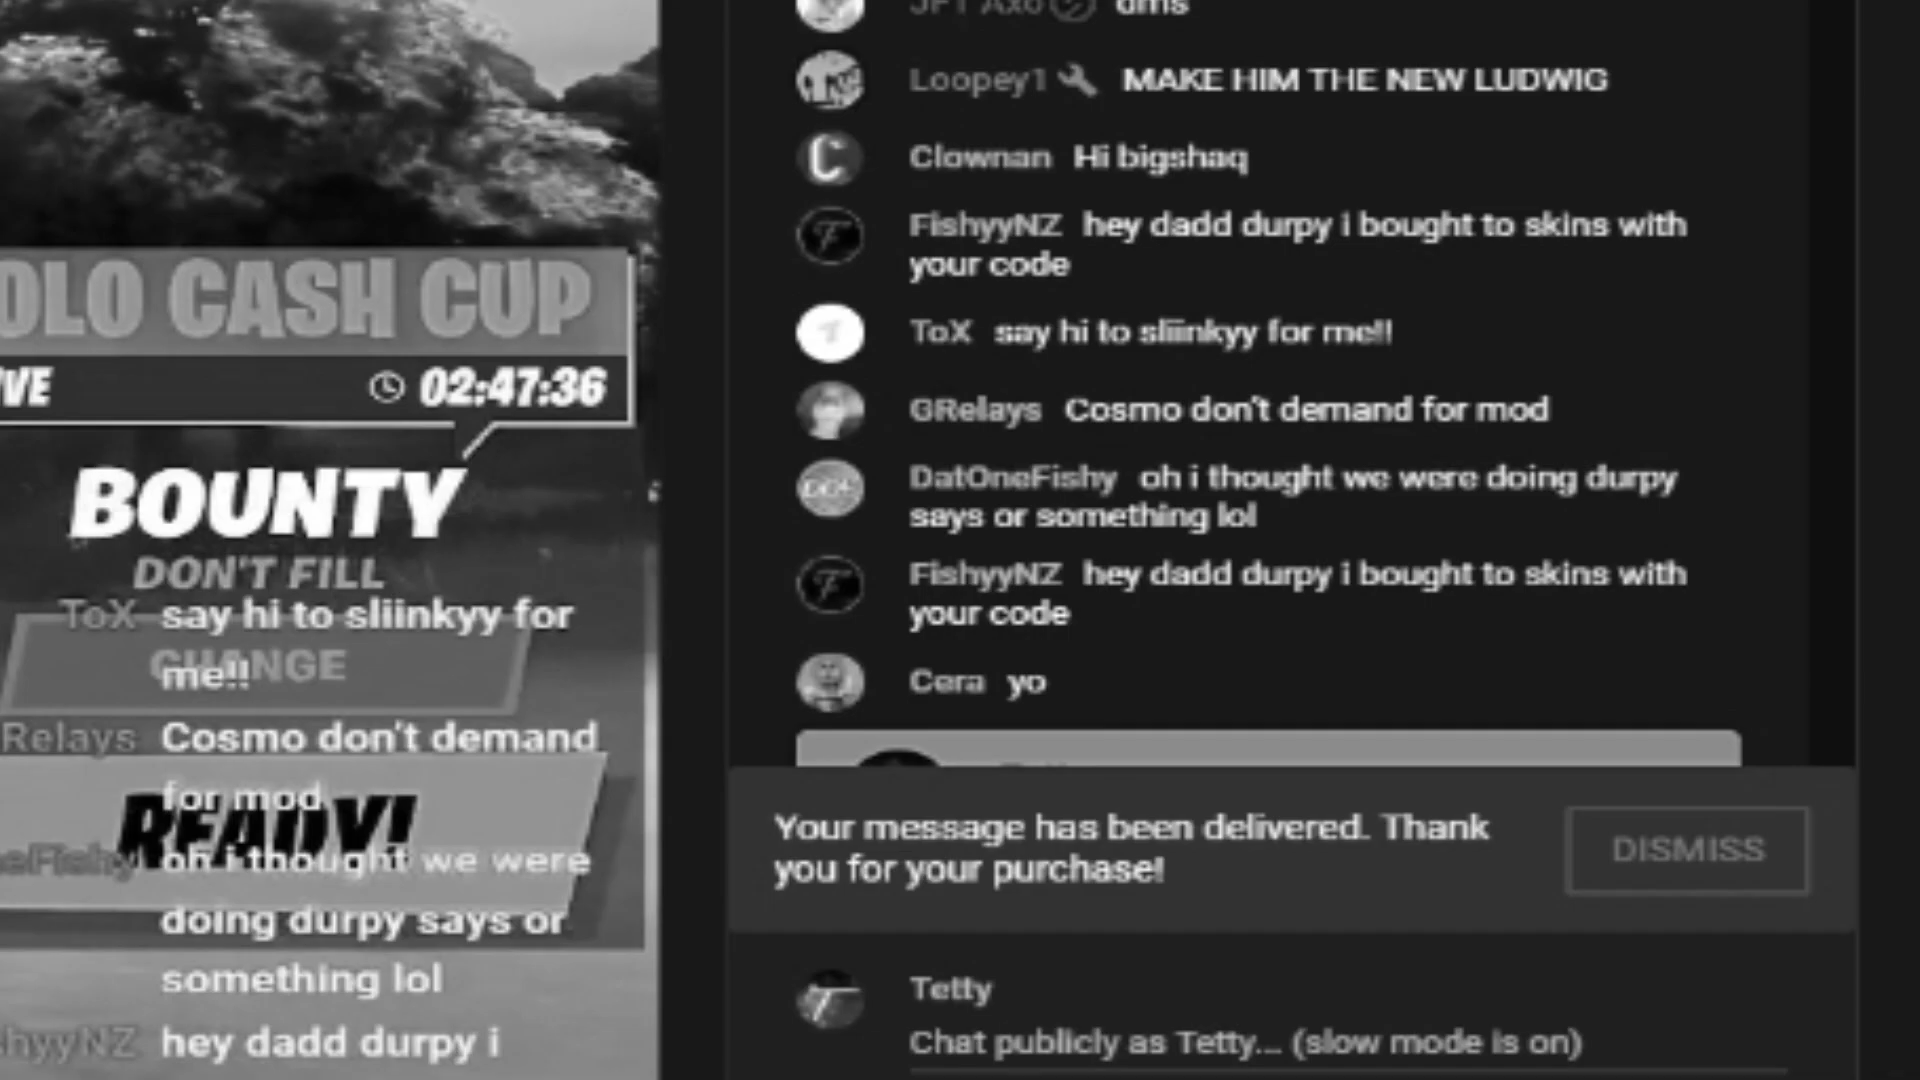 OLO CASH CUP
02:47:36
BOUNTY
DON'T FILL
ToX say hi to sliinkyy for
me!!
CHANGE
Relays Cosmo don't demand
for mod
READY!
oh i thought we were
doing durpy says or
something lol
hey dadd durpy i
JFT Axo dms
Loopey1 MAKE HIM THE NEW LUDWIG
Clownan Hi bigshaq
FishyyNZ hey dadd durpy i bought to skins with
your code
ToX say hi to sliinkyy for me!!
GRelays Cosmo don't demand for mod
DatOneFishy oh i thought we were doing durpy
says or something lol
FishyyNZ hey dadd durpy i bought to skins with
your code
Cera yo
Your message has been delivered. Thank
you for your purchase!
DISMISS
Tetty
Chat publicly as Tetty... (slow mode is on)